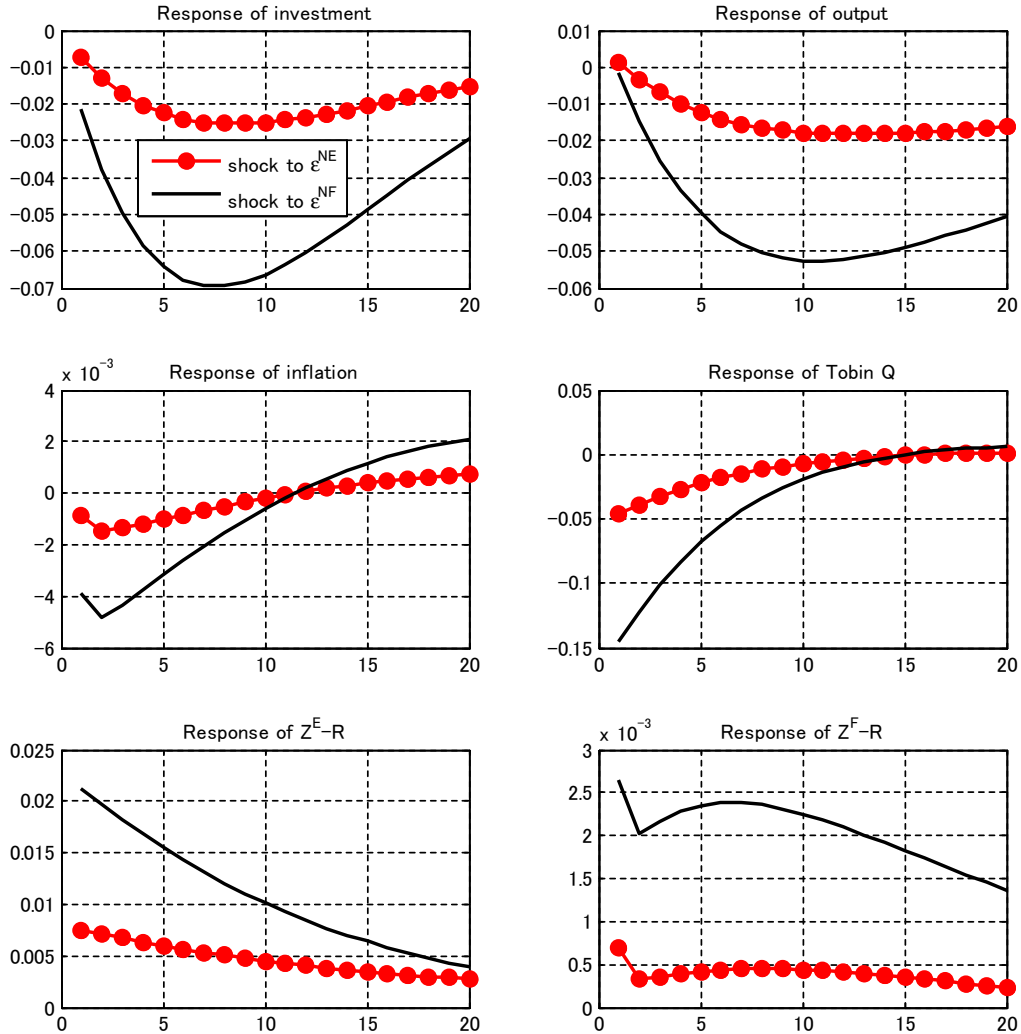 Response of investment
0
-0.01
-0.02
-0.03
-0.04
-0.05
-0.06
-0.07
0 5 10 15 20
shock to ε^NE
shock to ε^NF
Response of output
0.01
0
-0.01
-0.02
-0.03
-0.04
-0.05
-0.06
0 5 10 15 20
x 10^-3
Response of inflation
4
2
0
-2
-4
-6
0 5 10 15 20
Response of Tobin Q
0.05
0
-0.05
-0.1
-0.15
0 5 10 15 20
Response of Z^E-R
0.025
0.02
0.015
0.01
0.005
0
0 5 10 15 20
x 10^-3
Response of Z^F-R
3
2.5
2
1.5
1
0.5
0
0 5 10 15 20